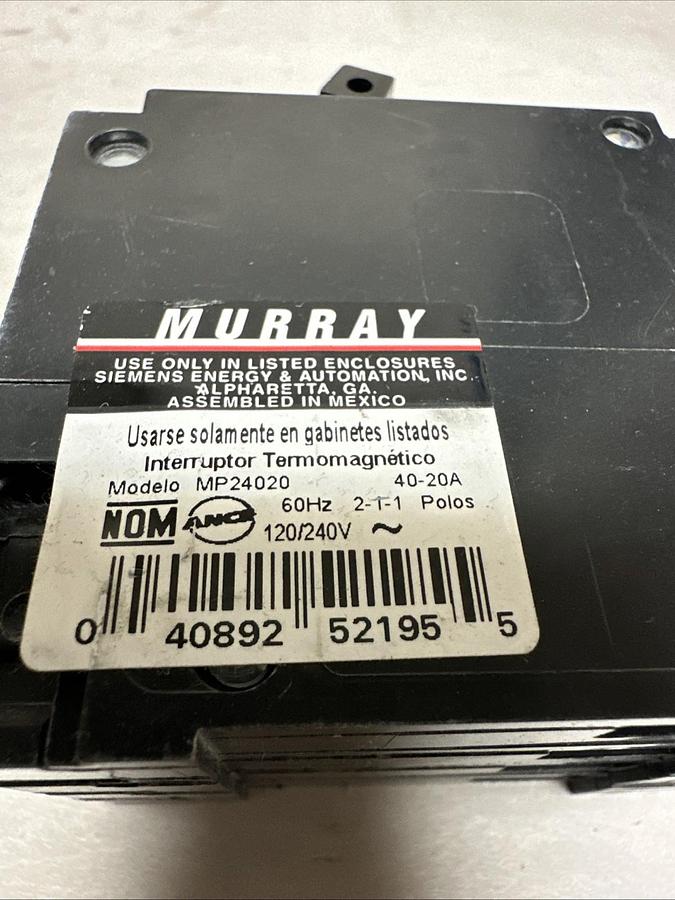 MURRAY
USE ONLY IN LISTED ENCLOSURES
SIEMENS ENERGY & AUTOMATION, INC.
ALPHARETTA, GA.
ASSEMBLED IN MEXICO
Usarse solamente en gabinetes listados
Interruptor Termomagnético
Modelo MP24020 40-20A
NOM ANCE 60Hz 2-1-1 Polos
120/240V ~
0 40892 52195 5